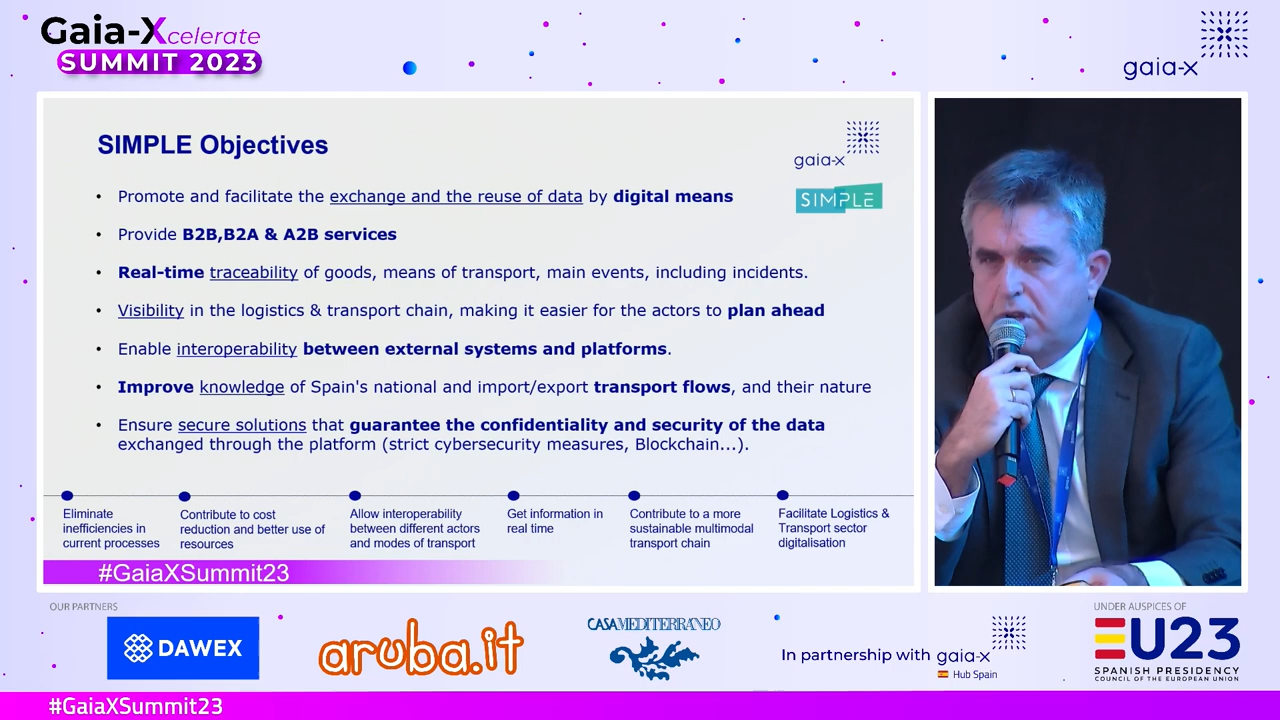 Gaia-Xcelerate
SUMMIT 2023
gaia-x
SIMPLE Objectives
gaia-x
SIMPLE
• Promote and facilitate the exchange and the reuse of data by digital means
• Provide B2B,B2A & A2B services
• Real-time traceability of goods, means of transport, main events, including incidents.
• Visibility in the logistics & transport chain, making it easier for the actors to plan ahead
• Enable interoperability between external systems and platforms.
• Improve knowledge of Spain's national and import/export transport flows, and their nature
• Ensure secure solutions that guarantee the confidentiality and security of the data
exchanged through the platform (strict cybersecurity measures, Blockchain...).
Eliminate
inefficiencies in
current processes
Contribute to cost
reduction and better use of
resources
Allow interoperability
between different actors
and modes of transport
Get information in
real time
Contribute to a more
sustainable multimodal
transport chain
Facilitate Logistics &
Transport sector
digitalisation
#GaiaXSummit23
OUR PARTNERS
DAWEX
aruba.it
CASAMEDITERRANEO
In partnership with gaia-x
Hub Spain
UNDER AUSPICES OF
EU23
SPANISH PRESIDENCY
COUNCIL OF THE EUROPEAN UNION
#GaiaXSummit23